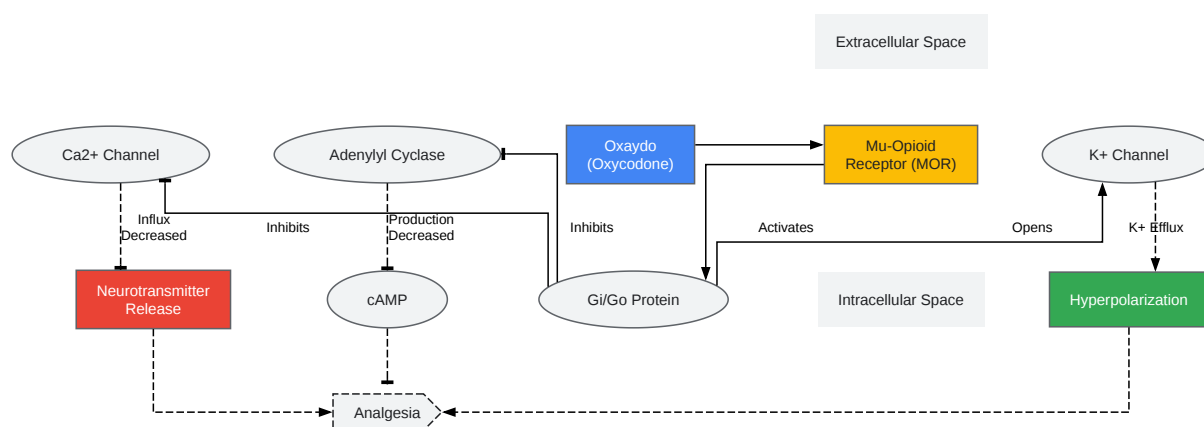 Extracellular Space
Ca2+ Channel
Adenylyl Cyclase
Oxaydo
(Oxycodone)
Mu-Opioid
Receptor (MOR)
K+ Channel
Influx
Decreased
Inhibits
Production
Decreased
Inhibits
Activates
Opens
K+ Efflux
Neurotransmitter
Release
cAMP
Gi/Go Protein
Intracellular Space
Hyperpolarization
Analgesia